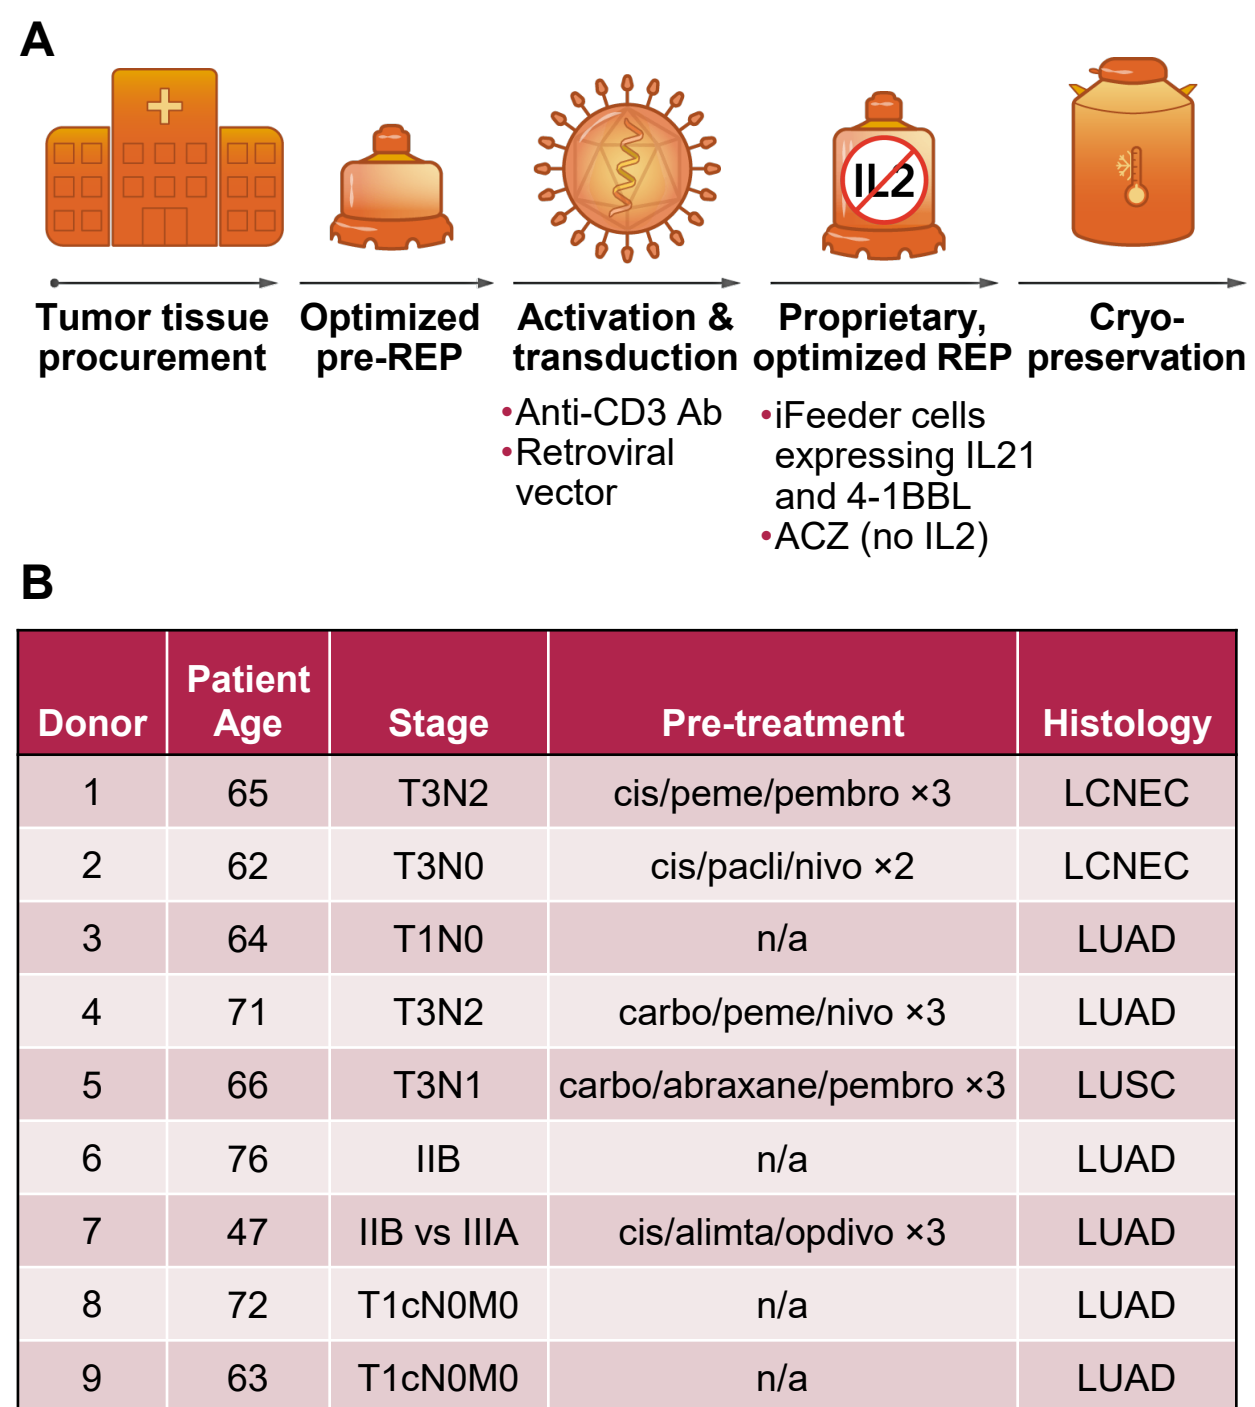 A
IL2
Tumor tissue
procurement
Optimized
pre-REP
Activation &
transduction
•Anti-CD3 Ab
•Retroviral
vector
Proprietary,
optimized REP
•iFeeder cells
expressing IL21
and 4-1BBL
•ACZ (no IL2)
Cryo-
preservation
B
Donor Patient Age Stage Pre-treatment Histology
1 65 T3N2 cis/peme/pembro ×3 LCNEC
2 62 T3N0 cis/pacli/nivo ×2 LCNEC
3 64 T1N0 n/a LUAD
4 71 T3N2 carbo/peme/nivo ×3 LUAD
5 66 T3N1 carbo/abraxane/pembro ×3 LUSC
6 76 IIB n/a LUAD
7 47 IIB vs IIIA cis/alimta/opdivo ×3 LUAD
8 72 T1cN0M0 n/a LUAD
9 63 T1cN0M0 n/a LUAD